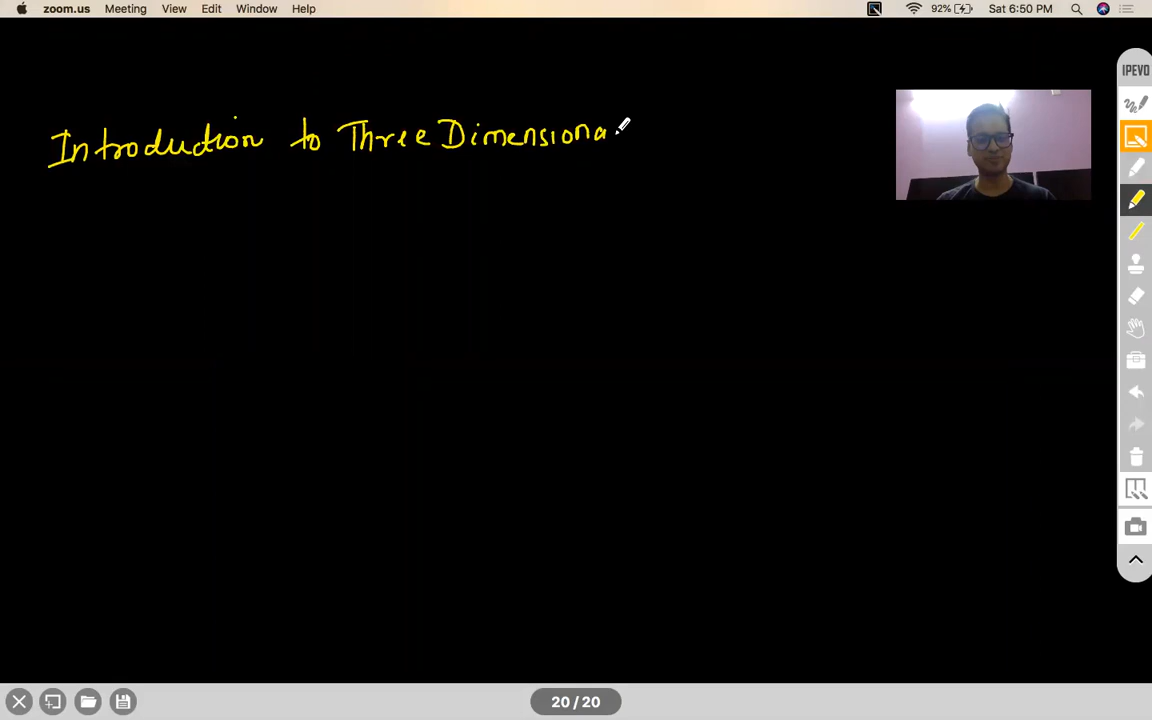 zoom.us Meeting View Edit Window Help 92% Sat 6:50 PM
IPEVO
Introduction to Three Dimensiona
20 / 20